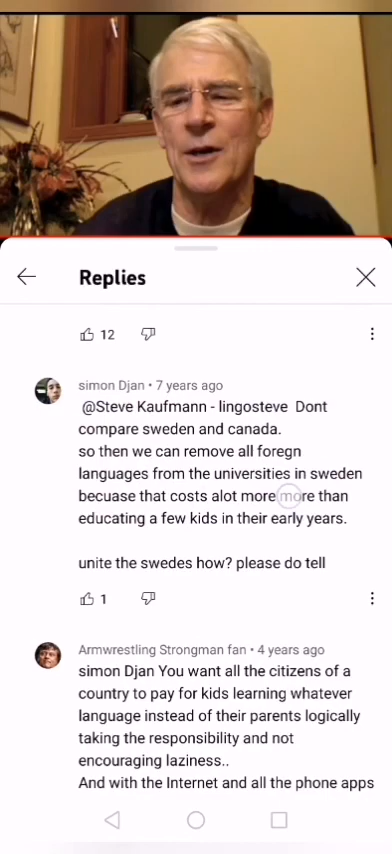 Replies
12
simon Djan • 7 years ago
@Steve Kaufmann - lingosteve Dont
compare sweden and canada.
so then we can remove all foregn
languages from the universities in sweden
becuase that costs alot more more than
educating a few kids in their early years.
unite the swedes how? please do tell
1
Armwrestling Strongman fan • 4 years ago
simon Djan You want all the citizens of a
country to pay for kids learning whatever
language instead of their parents logically
taking the responsibility and not
encouraging laziness..
And with the Internet and all the phone apps